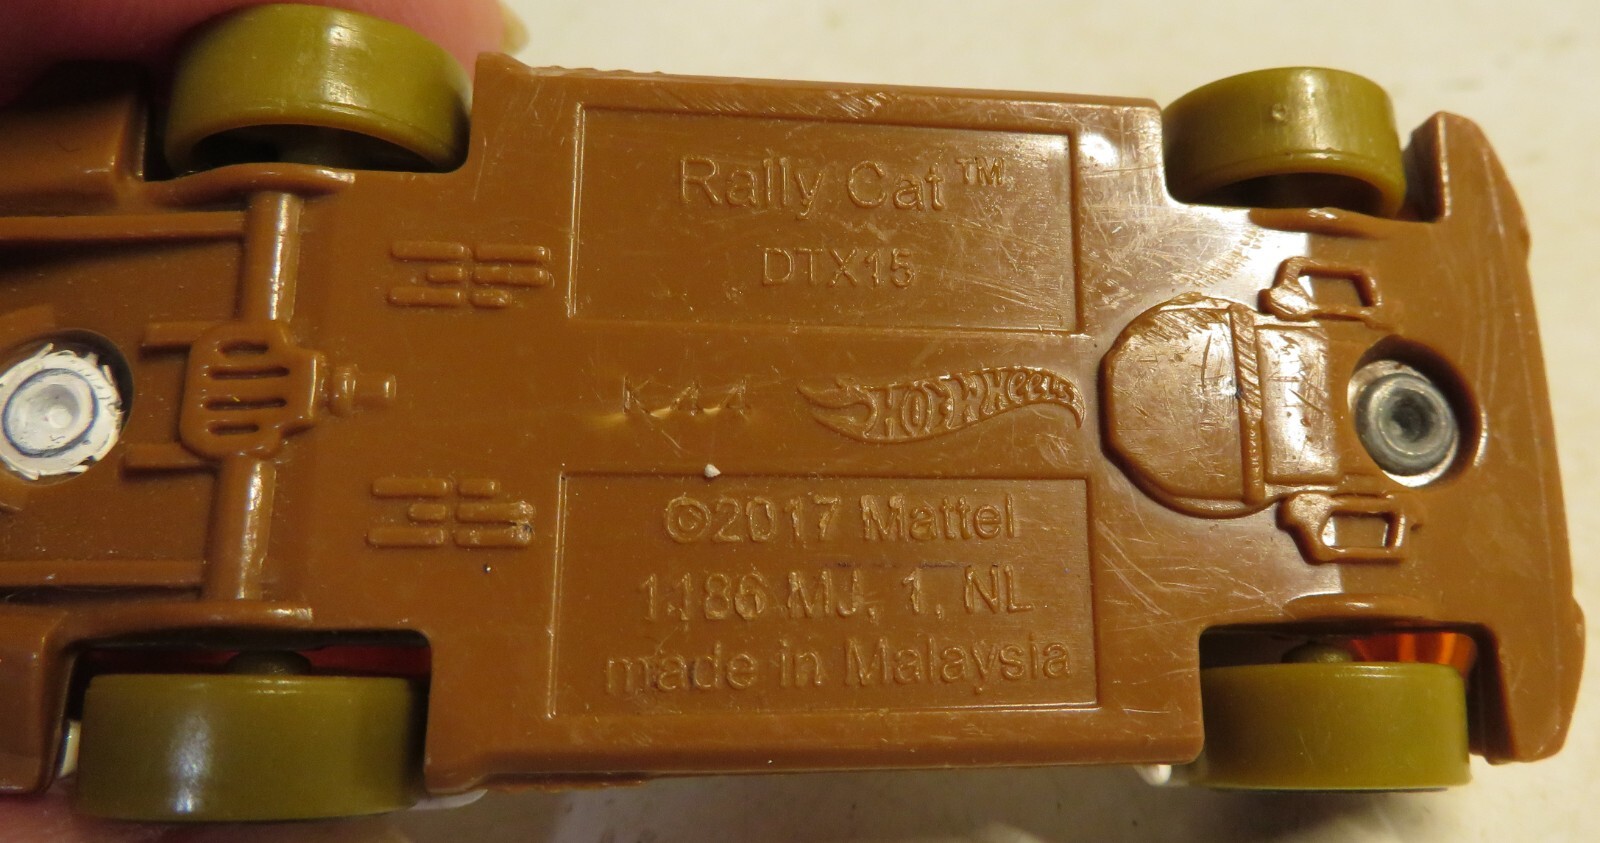 Rally Cat™
DTX15
K44 HOT WHEELS
©2017 Mattel
1186 MJ, 1, NL
made in Malaysia